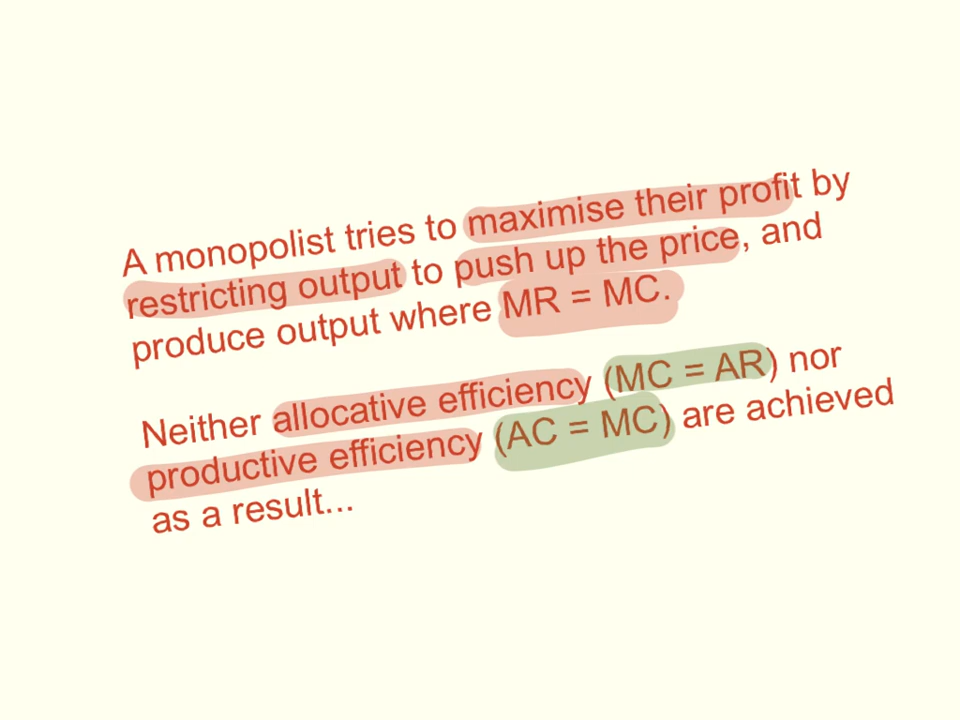 A monopolist tries to maximise their profit by
restricting output to push up the price, and
produce output where MR = MC.
Neither allocative efficiency (MC = AR) nor
productive efficiency (AC = MC) are achieved
as a result...